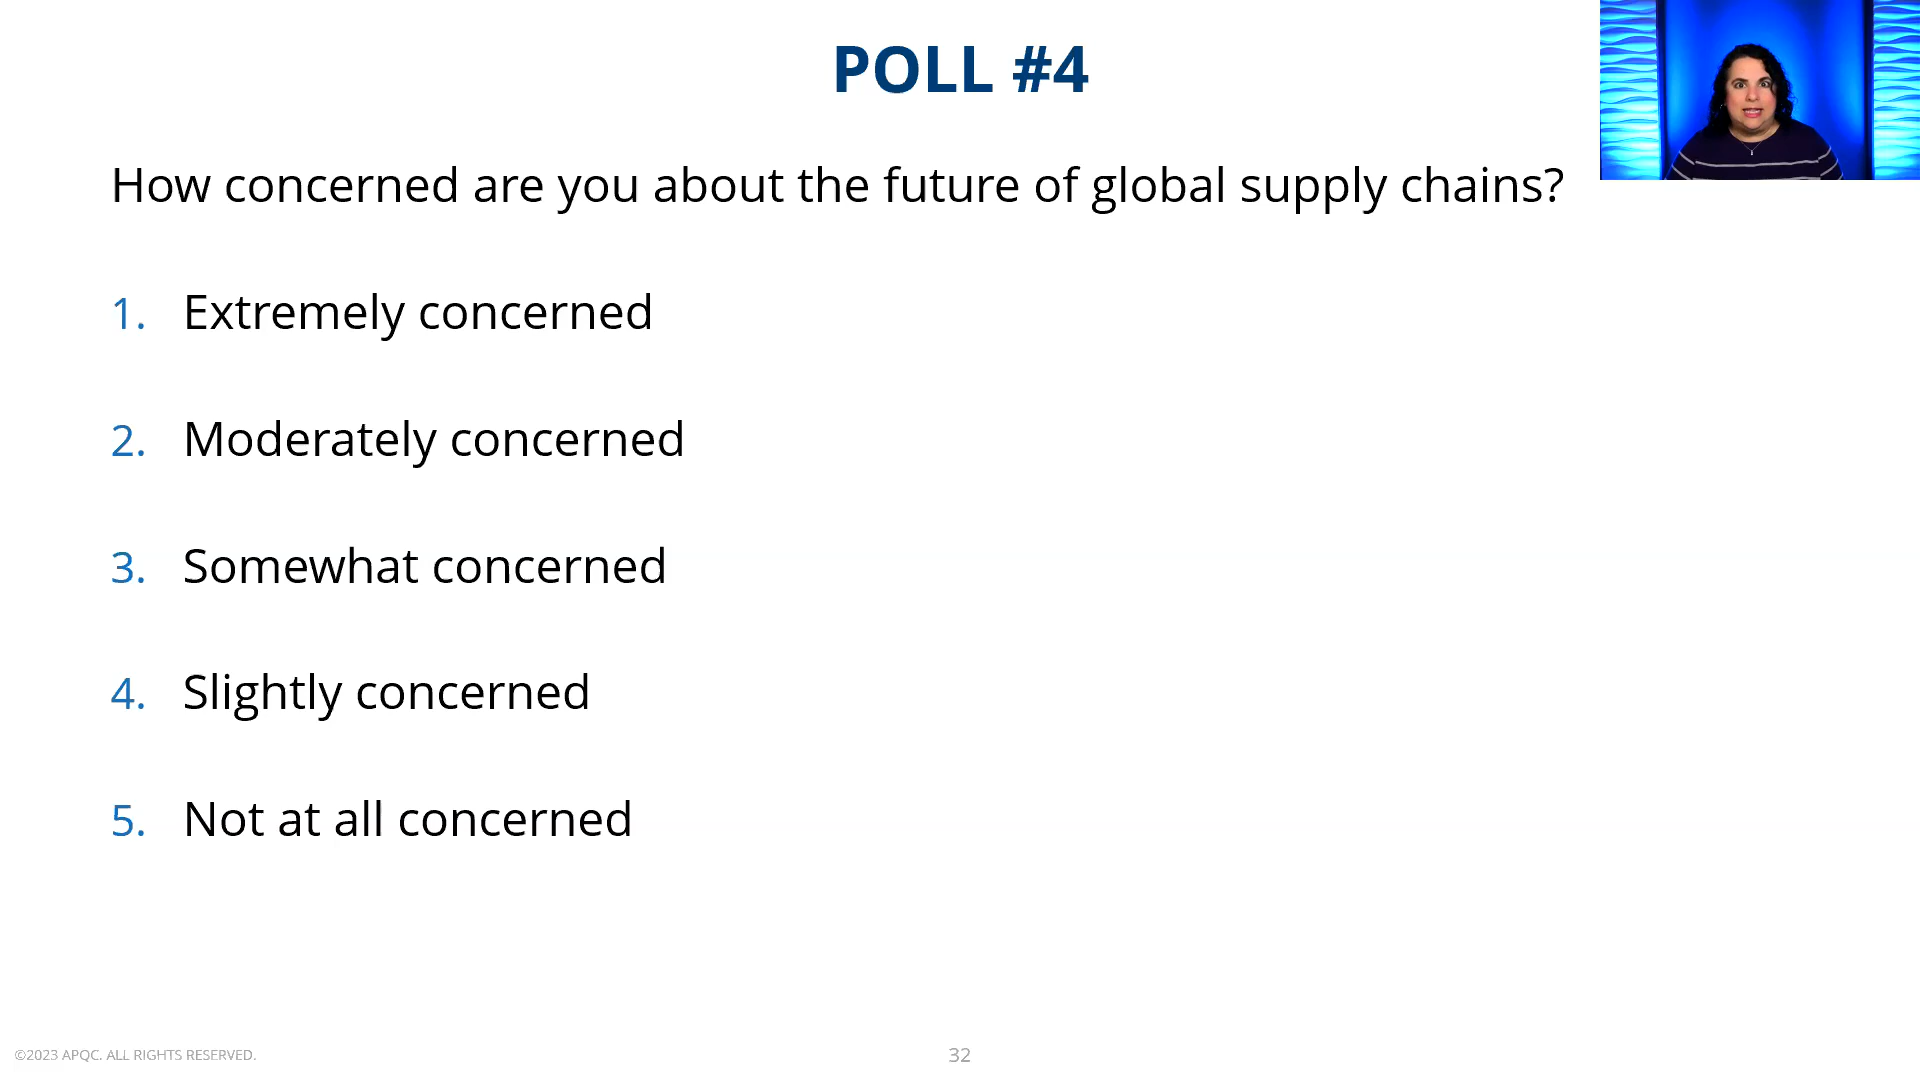 POLL #4
How concerned are you about the future of global supply chains?
1. Extremely concerned
2. Moderately concerned
3. Somewhat concerned
4. Slightly concerned
5. Not at all concerned
©2023 APQC. ALL RIGHTS RESERVED.
32